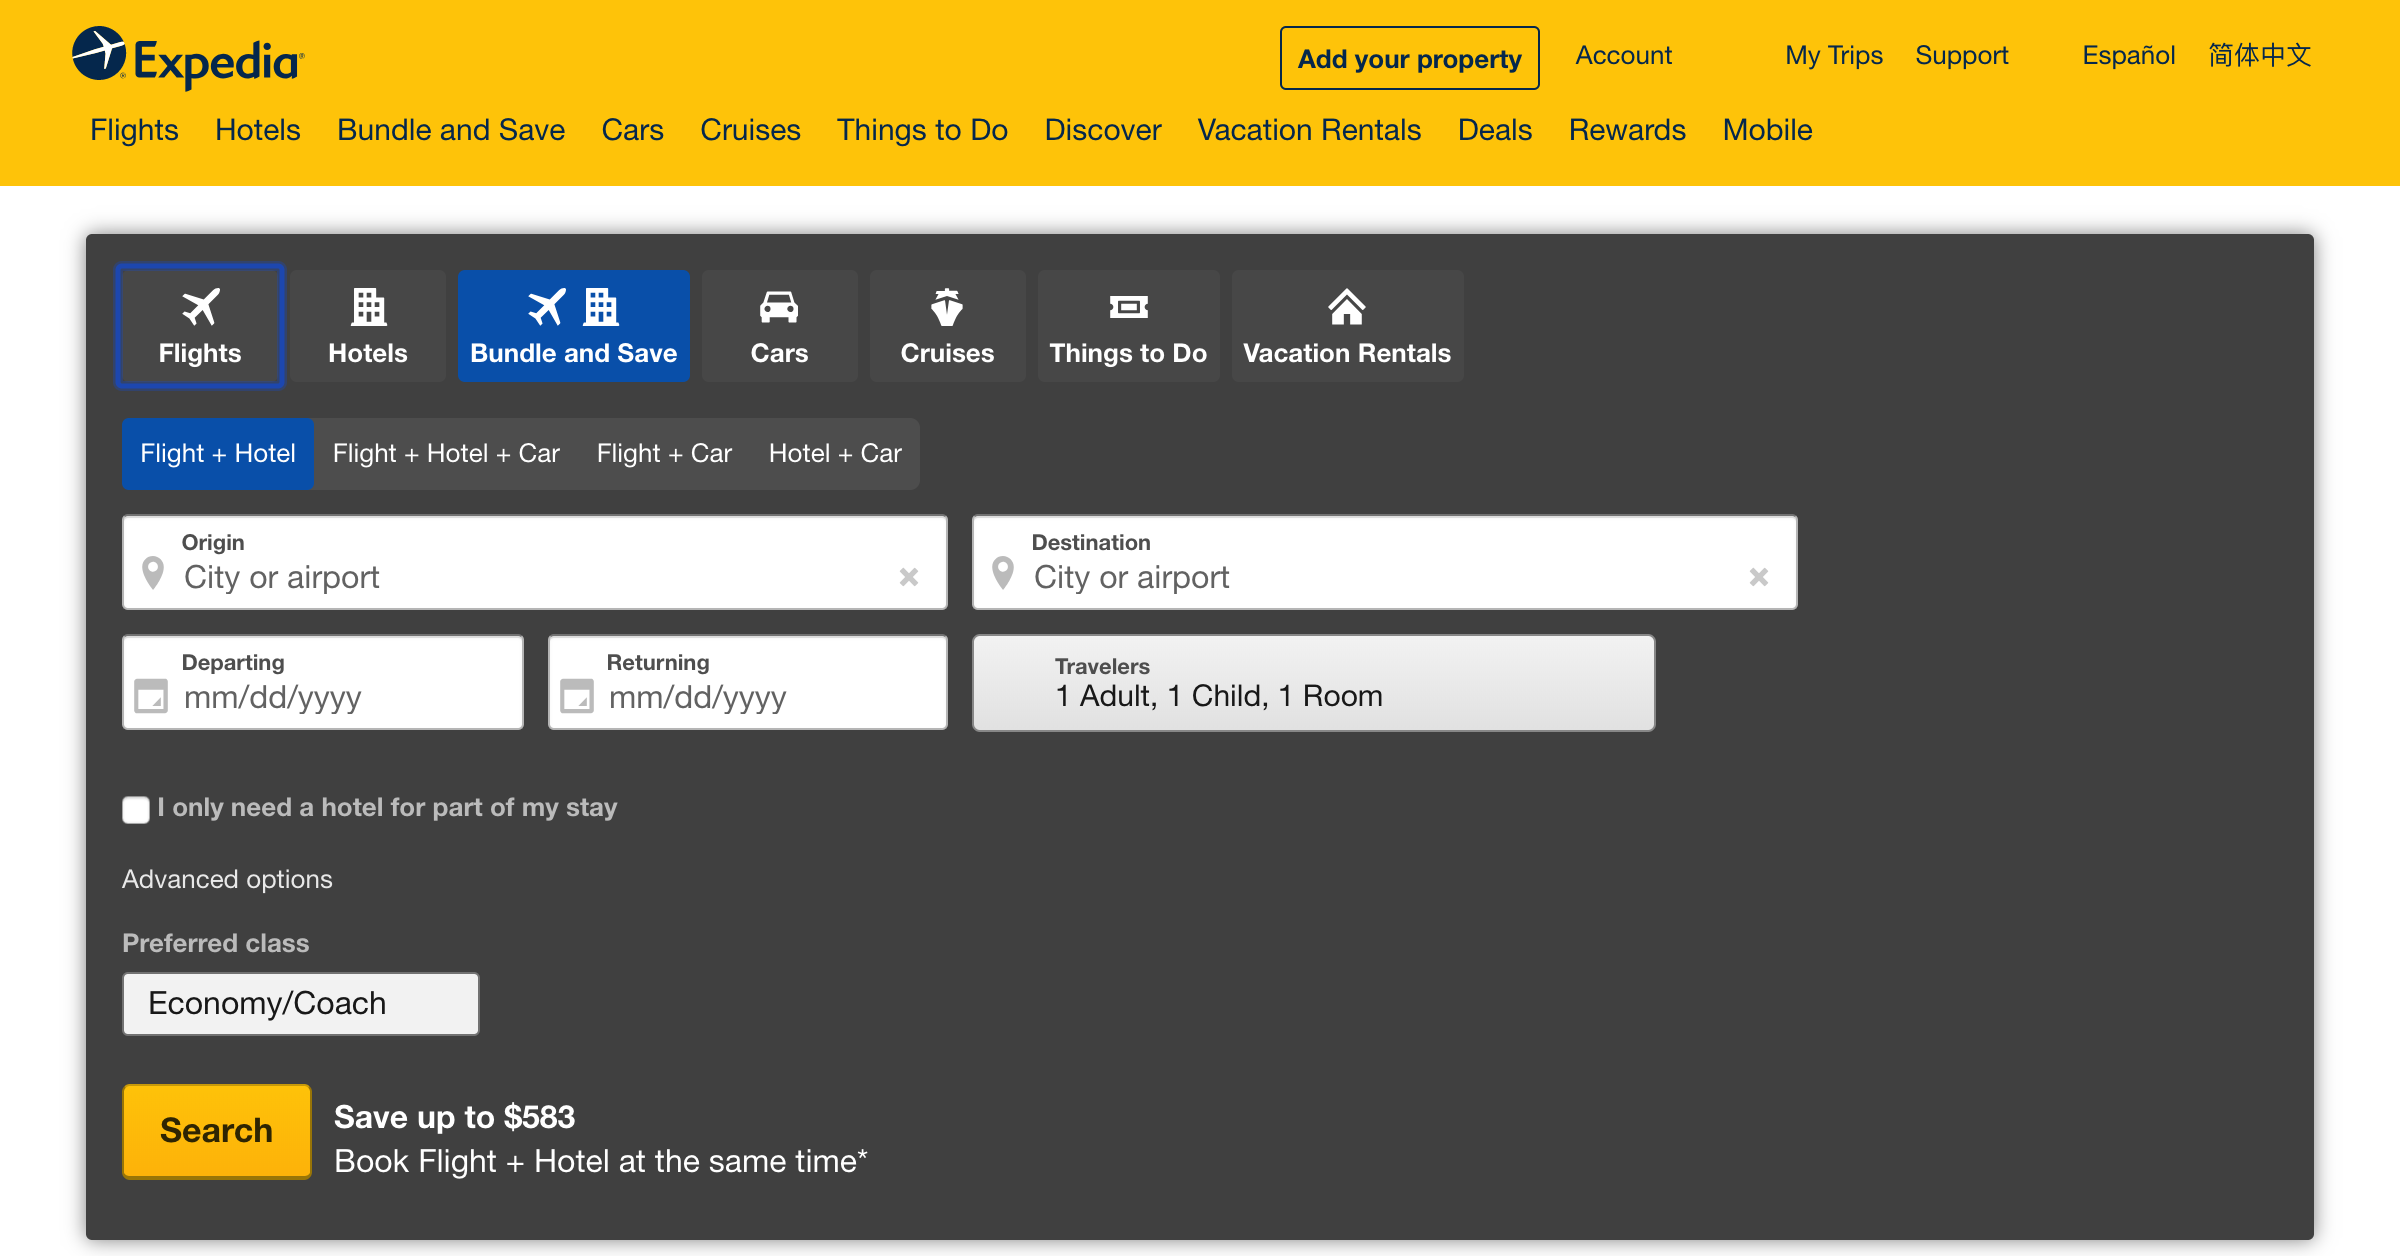 Expedia
Add your property Account My Trips Support Español 简体中文
Flights Hotels Bundle and Save Cars Cruises Things to Do Discover Vacation Rentals Deals Rewards Mobile
Flights Hotels Bundle and Save Cars Cruises Things to Do Vacation Rentals
Flight + Hotel Flight + Hotel + Car Flight + Car Hotel + Car
Origin Destination
City or airport City or airport
Departing Returning Travelers
mm/dd/yyyy mm/dd/yyyy 1 Adult, 1 Child, 1 Room
I only need a hotel for part of my stay
Advanced options
Preferred class
Economy/Coach
Search Save up to $583
Book Flight + Hotel at the same time*